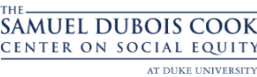 THE
SAMUEL DUBOIS COOK
CENTER ON SOCIAL EQUITY
AT DUKE UNIVERSITY